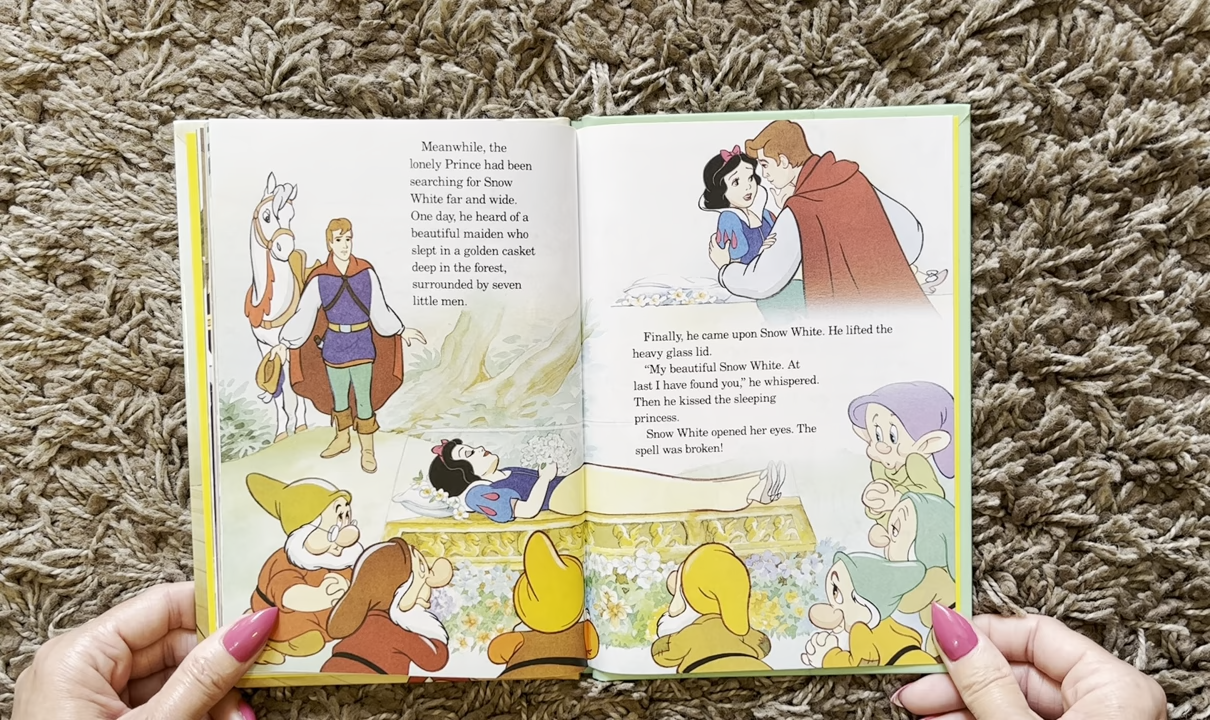 Meanwhile, the
lonely Prince had been
searching for Snow
White far and wide.
One day, he heard of a
beautiful maiden who
slept in a golden casket
deep in the forest,
surrounded by seven
little men.
Finally, he came upon Snow White. He lifted the
heavy glass lid.
“My beautiful Snow White. At
last I have found you,” he whispered.
Then he kissed the sleeping
princess.
Snow White opened her eyes. The
spell was broken!